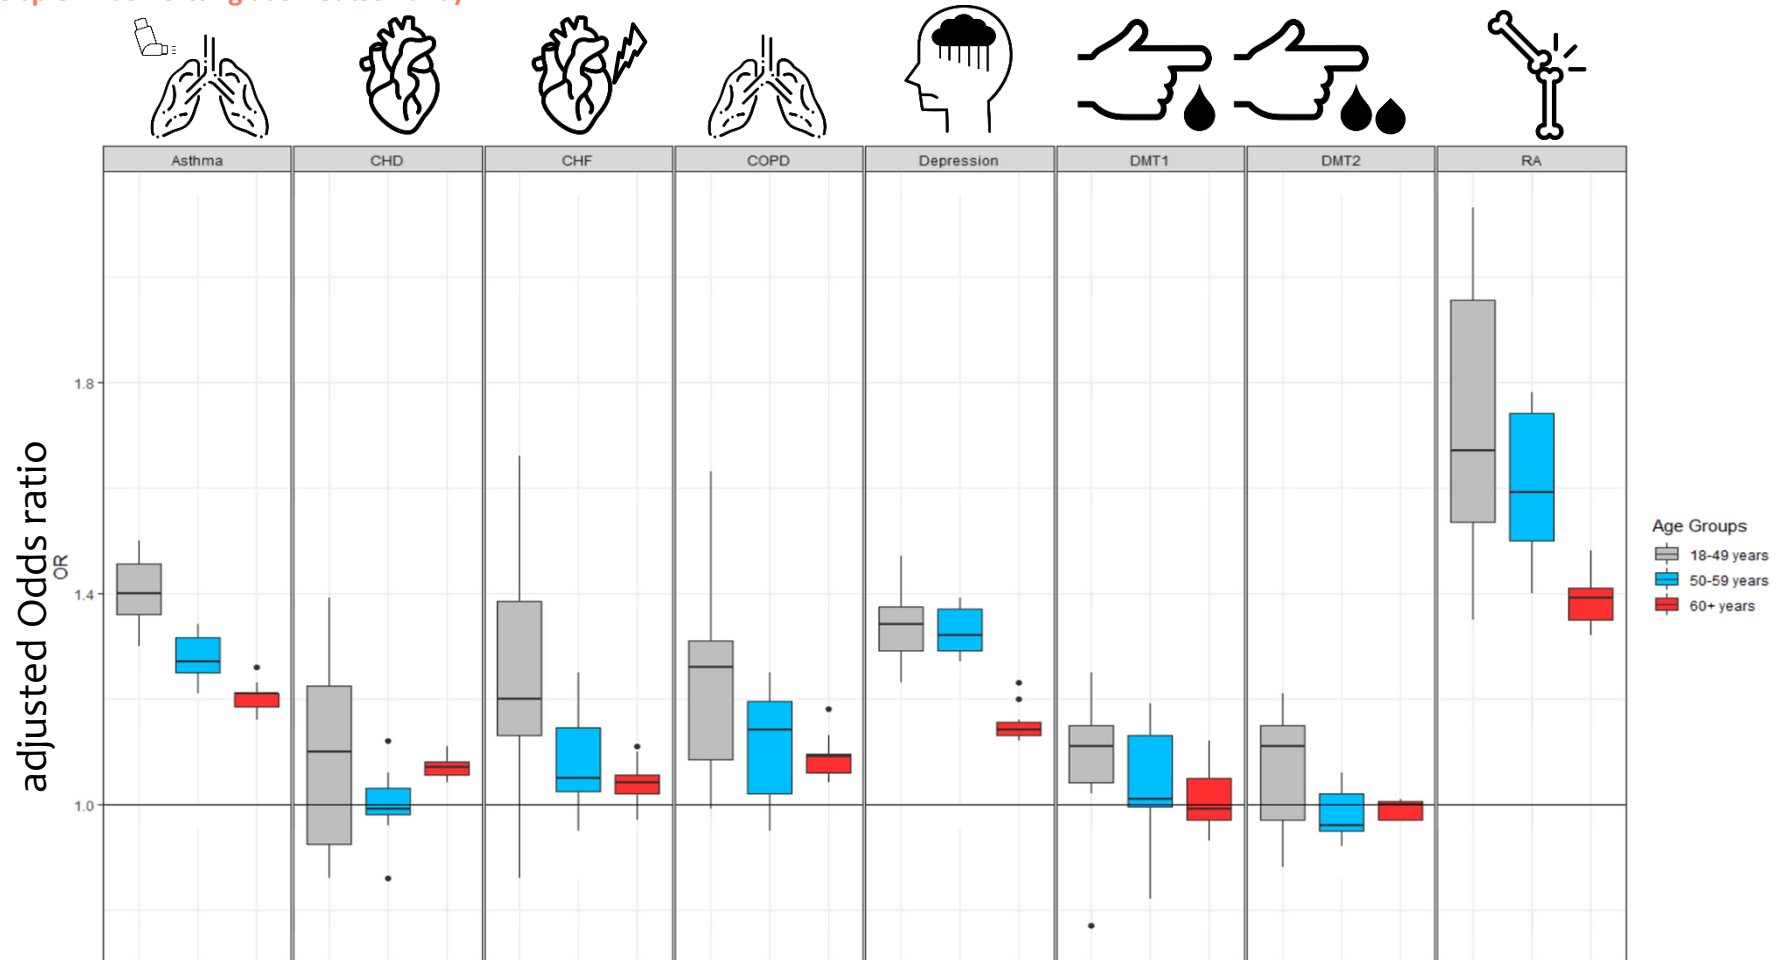 Asthma CHD CHF COPD Depression DMT1 DMT2 RA
1.8
1.4
1.0
adjusted Odds ratio
OR
Age Groups
18-49 years
50-59 years
60+ years